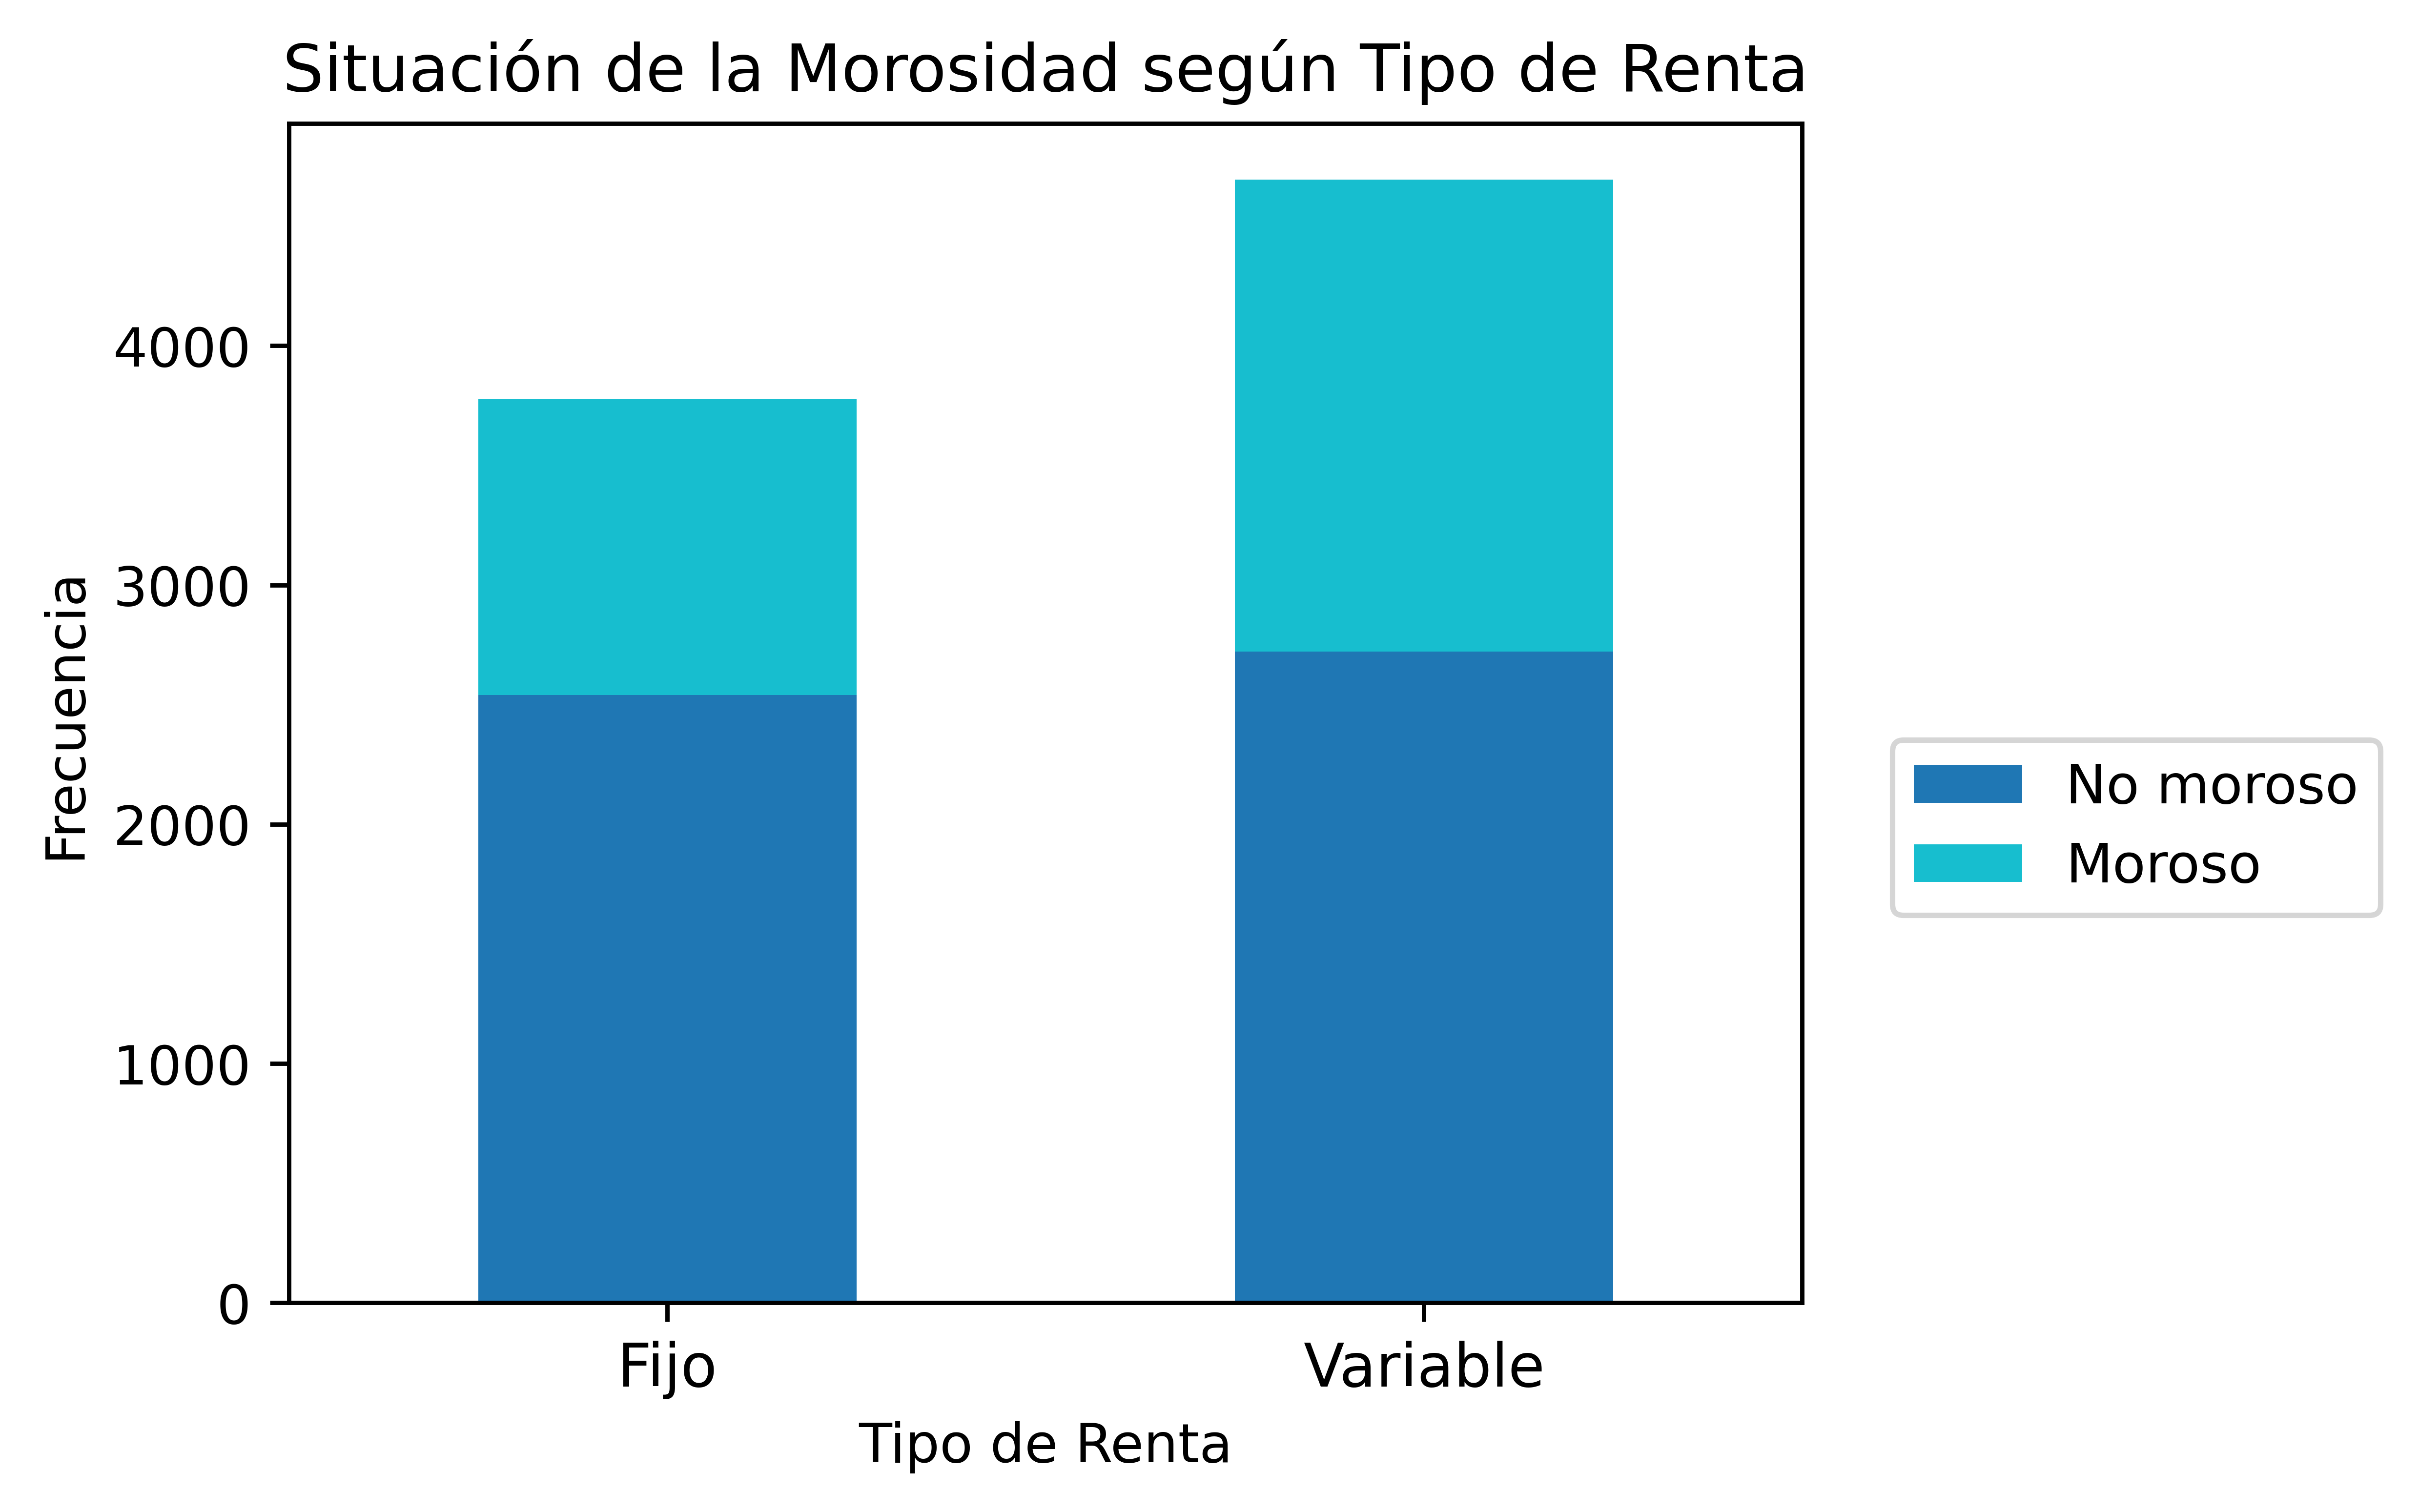 Situación de la Morosidad según Tipo de Renta
Frecuencia
4000
3000
2000
1000
0
Fijo
Variable
Tipo de Renta
No moroso
Moroso